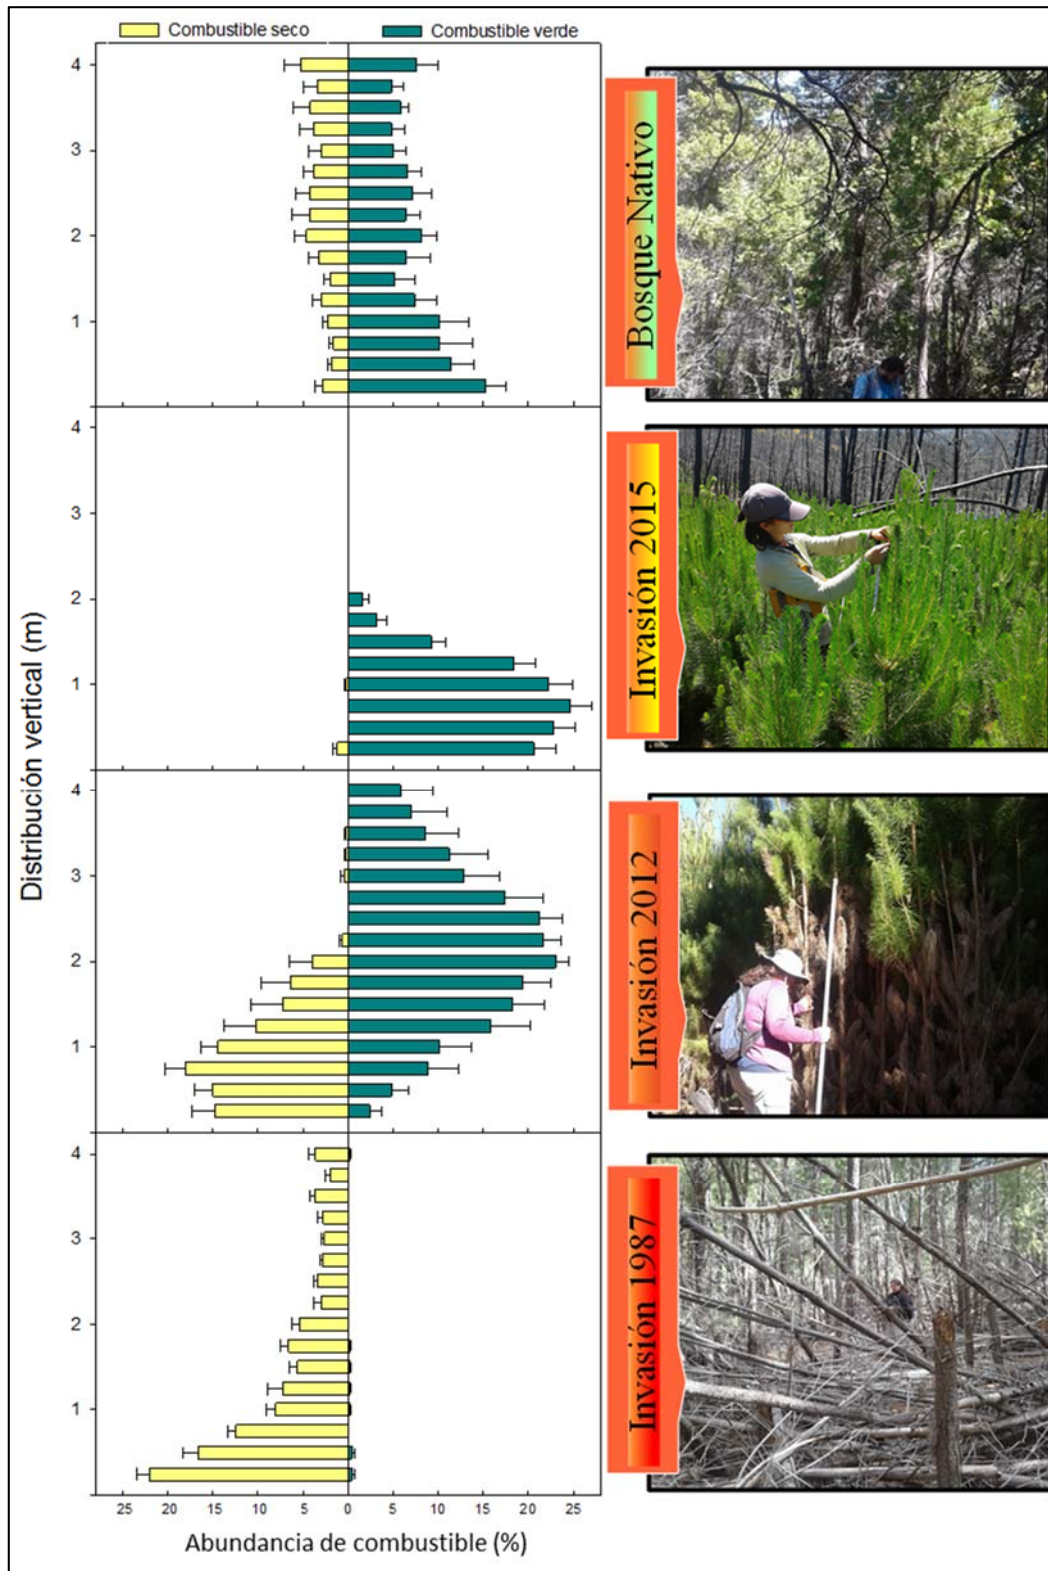 Combustible seco
Combustible verde
Distribución vertical (m)
4
3
2
1
Bosque Nativo
4
3
2
1
Invasión 2015
4
3
2
1
Invasión 2012
4
3
2
1
Invasión 1987
25 20 15 10 5 0 5 10 15 20 25
Abundancia de combustible (%)